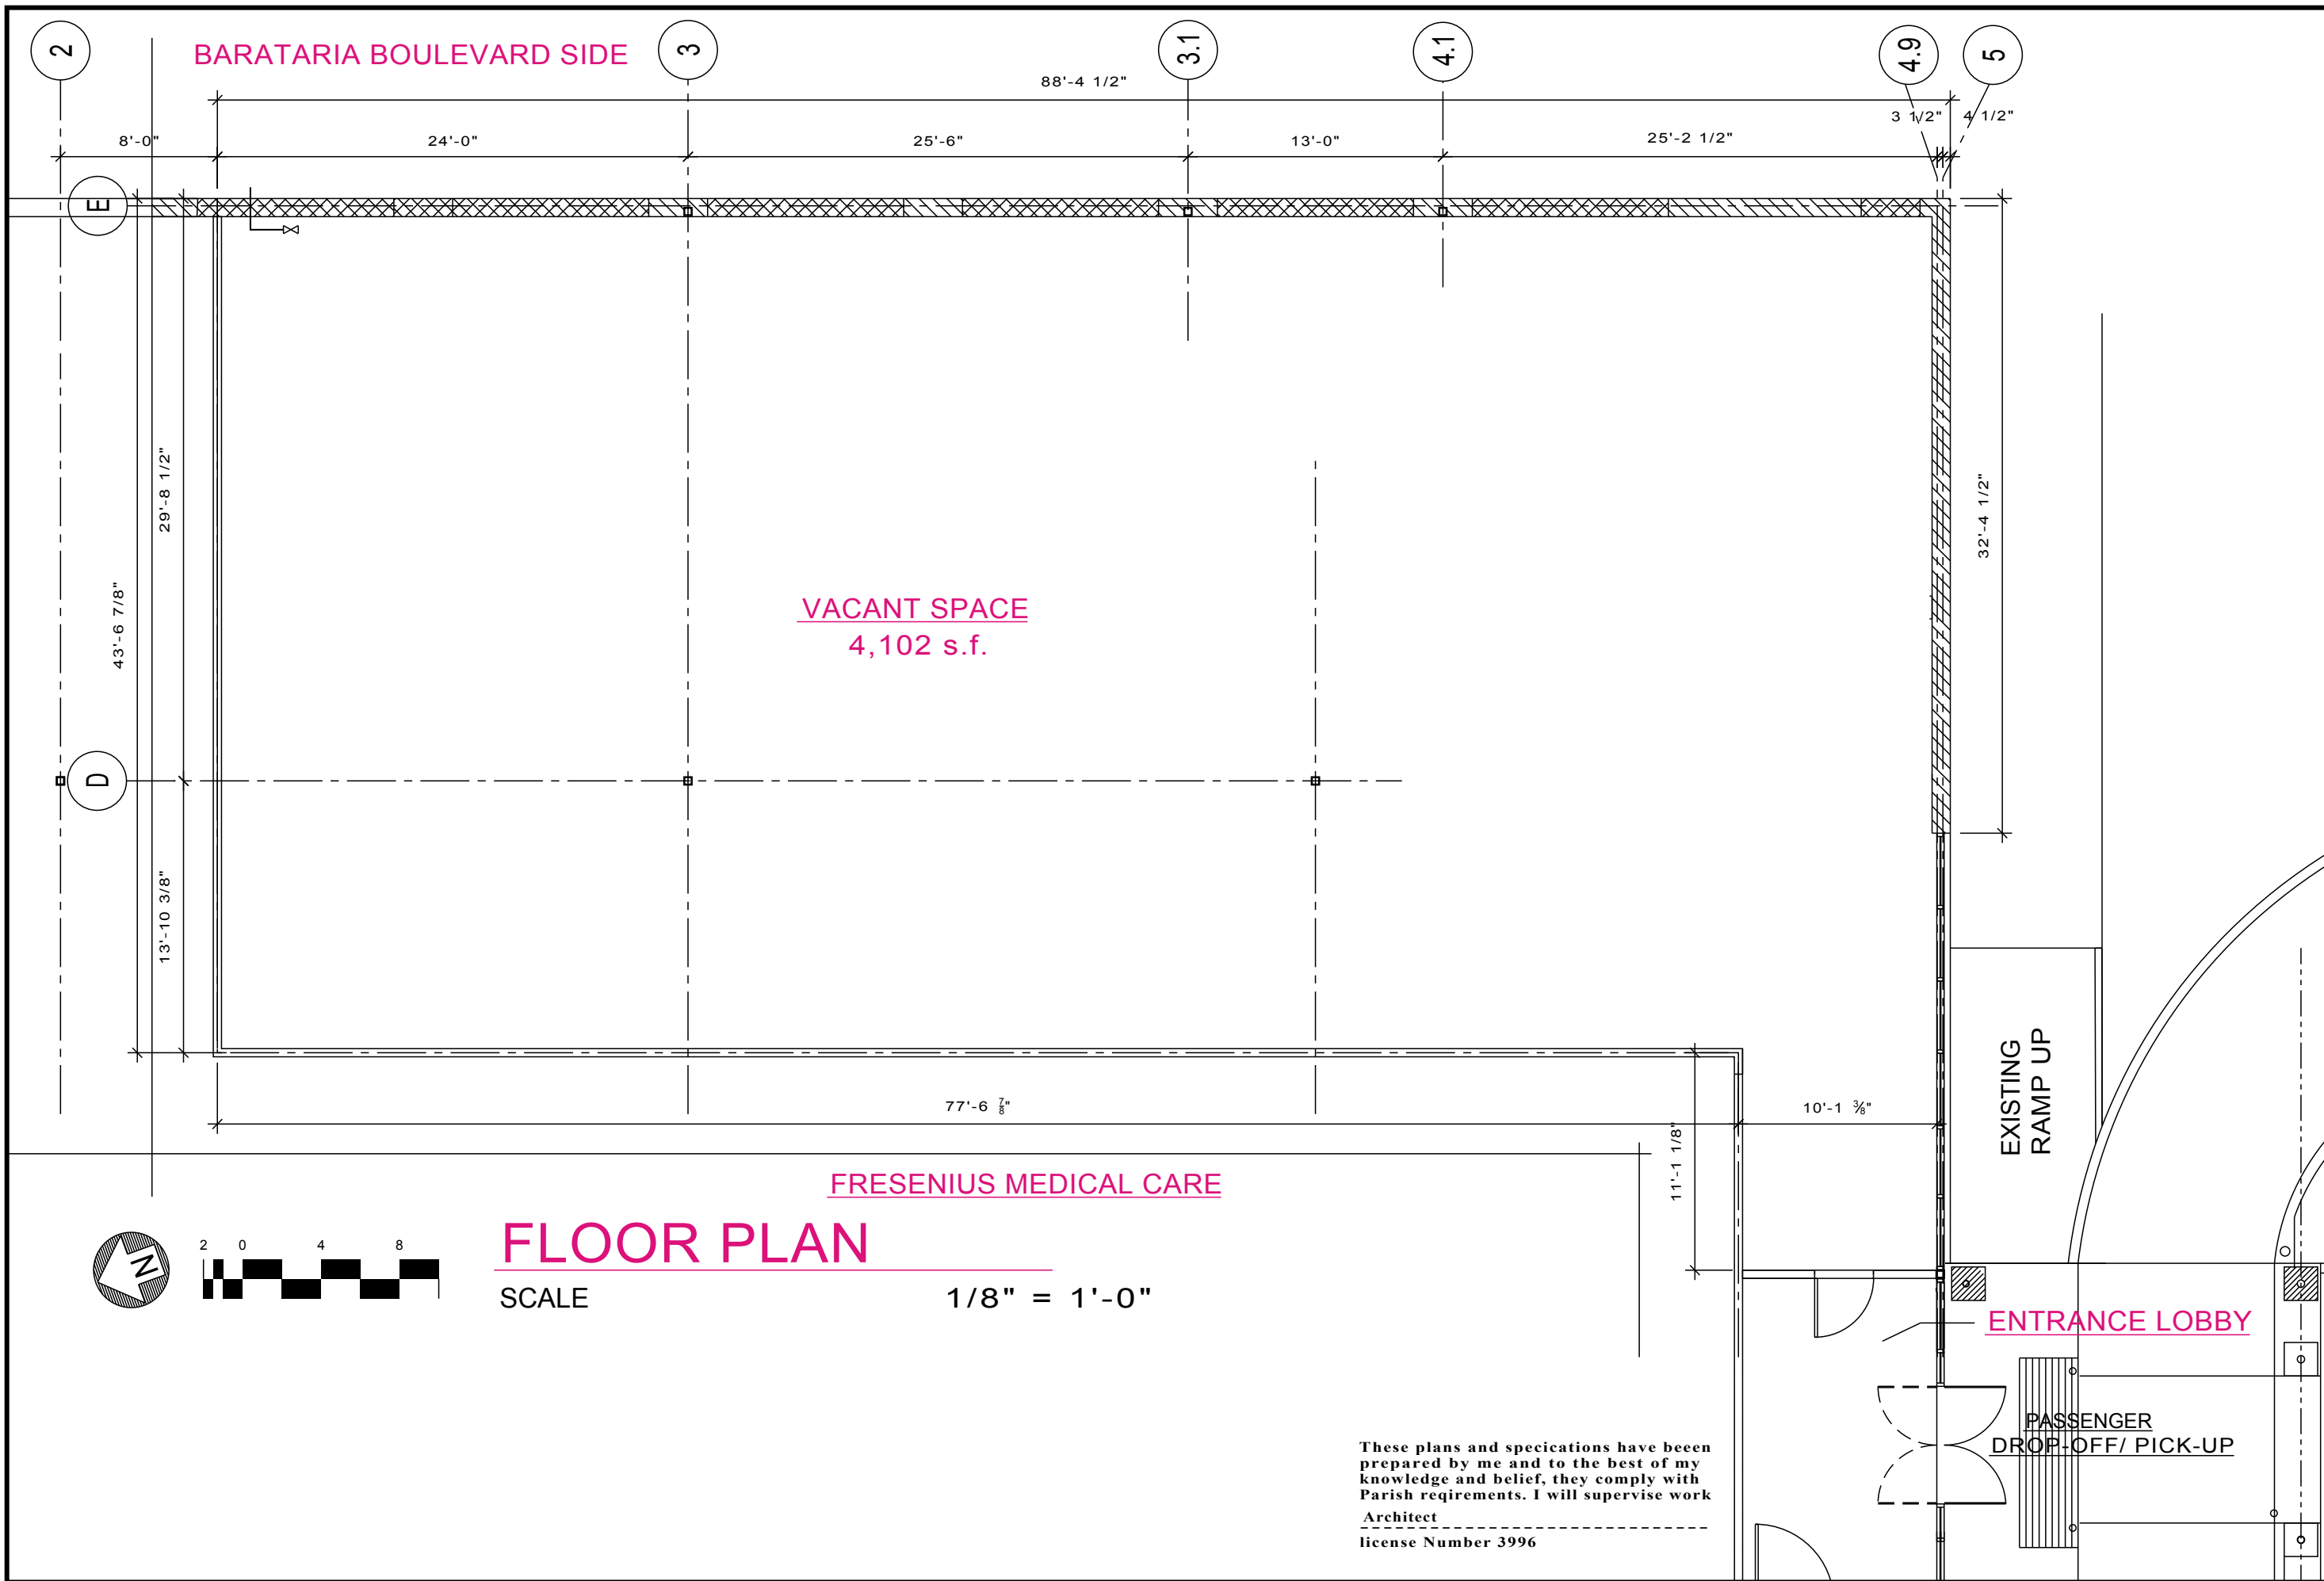 2
BARATARIA BOULEVARD SIDE
3
3.1
4.1
4.9
5
88'-4 1/2"
8'-0"
24'-0"
25'-6"
13'-0"
25'-2 1/2"
3 1/2"
4 1/2"
E
29'-8 1/2"
32'-4 1/2"
43'-6 7/8"
VACANT SPACE
4,102 s.f.
D
13'-10 3/8"
EXISTING
RAMP UP
77'-6 7/8"
10'-1 3/8"
11'-1 1/8"
FRESENIUS MEDICAL CARE
N
2 0 4 8
FLOOR PLAN
SCALE 1/8" = 1'-0"
ENTRANCE LOBBY
PASSENGER
DROP-OFF/ PICK-UP
These plans and specications have beeen
prepared by me and to the best of my
knowledge and belief, they comply with
Parish reqirements. I will supervise work
Architect
license Number 3996